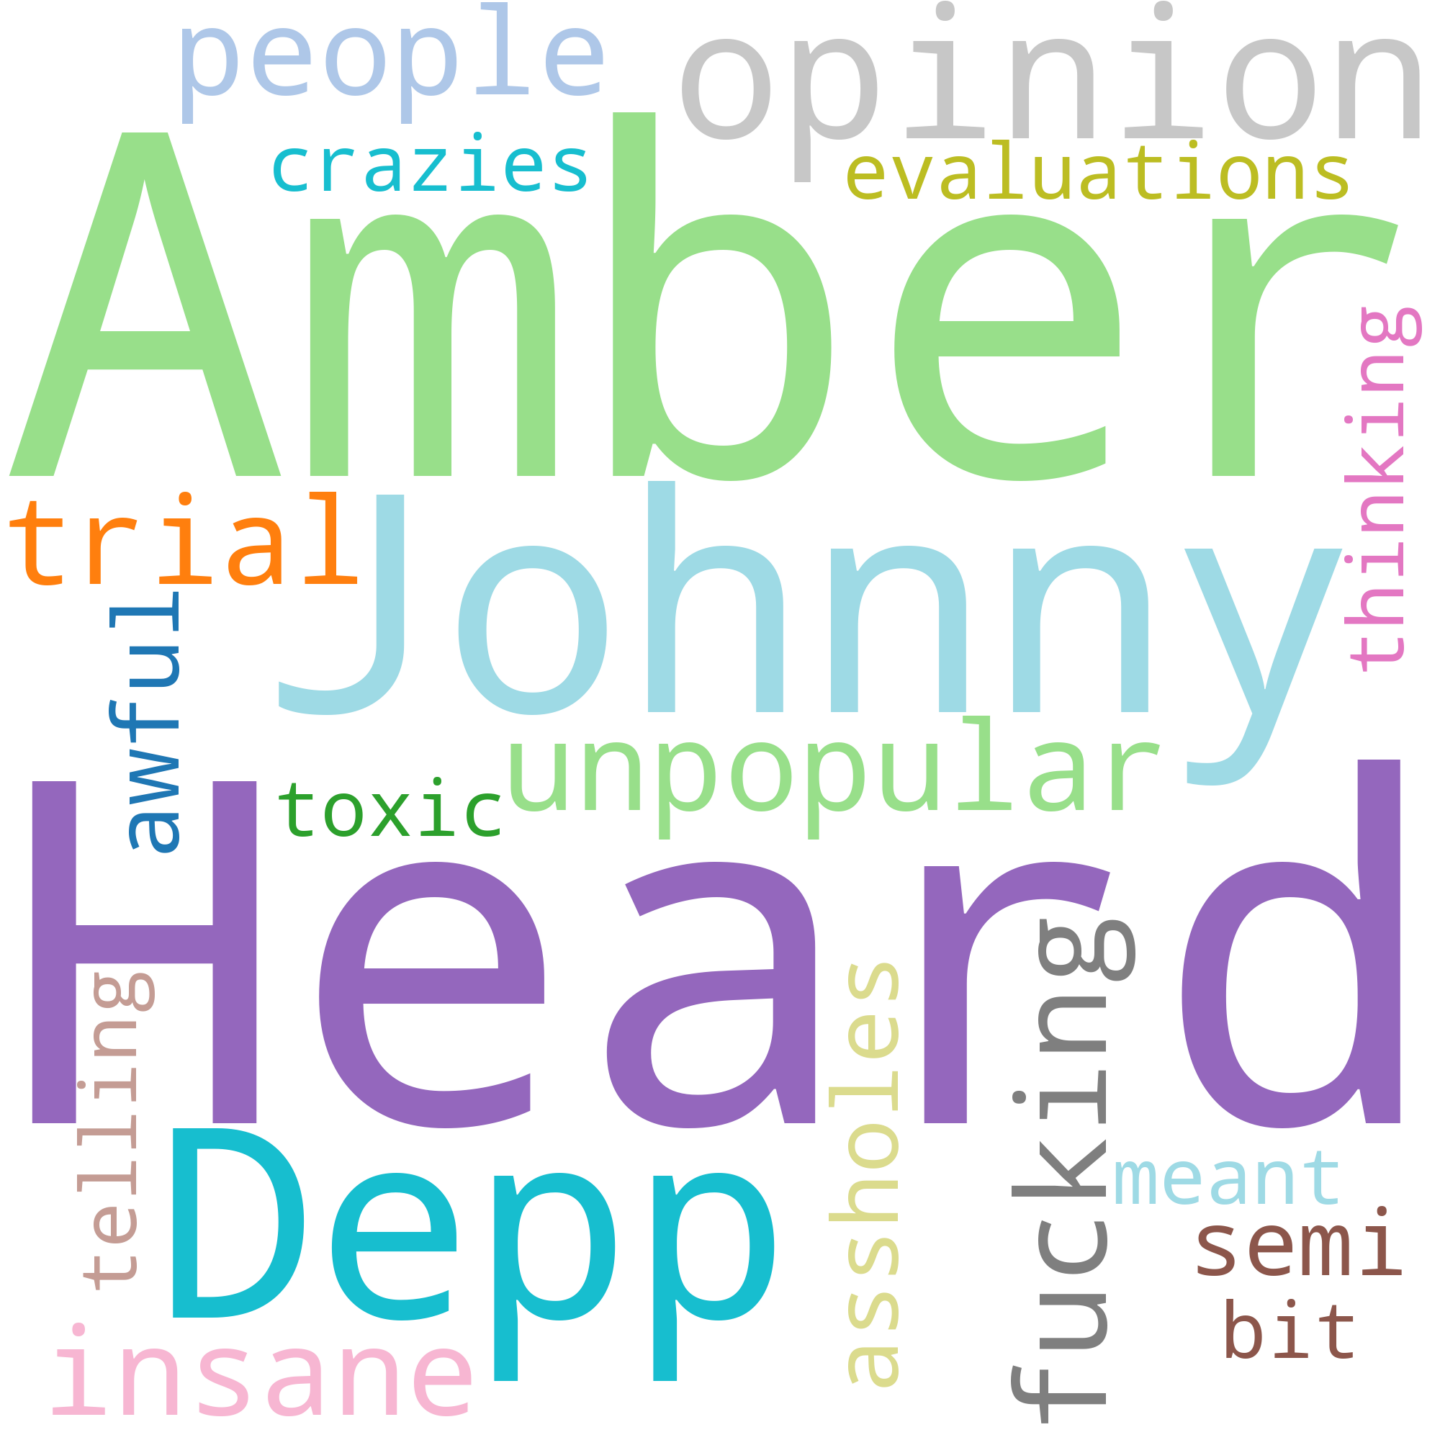 people
opinion
crazies
evaluations
Amber
thinking
trial
Johnny
awful
unpopular
toxic
Heard
telling
assholes
fucking
Depp
meant
semi
bit
insane